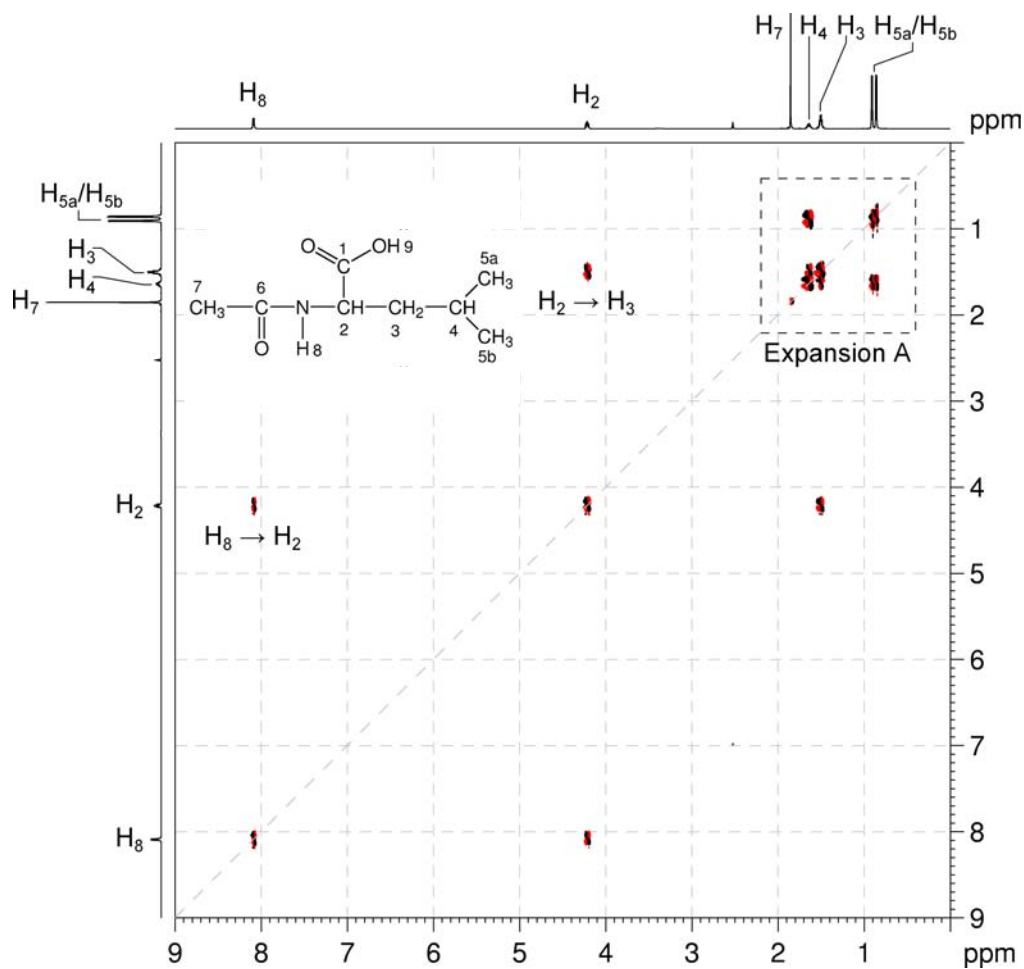 H7 H4 H3 H5a/H5b
H8 H2
ppm
H5a/H5b
H3
H4
H7
1
O OH 9
1
C
5a
CH3
7 6
CH3 C N CH CH2 CH
2 3 4
O H 8
CH3
5b
H2 → H3
2
Expansion A
3
H2
4
H8 → H2
5
6
7
H8
8
9
9 8 7 6 5 4 3 2 1 ppm